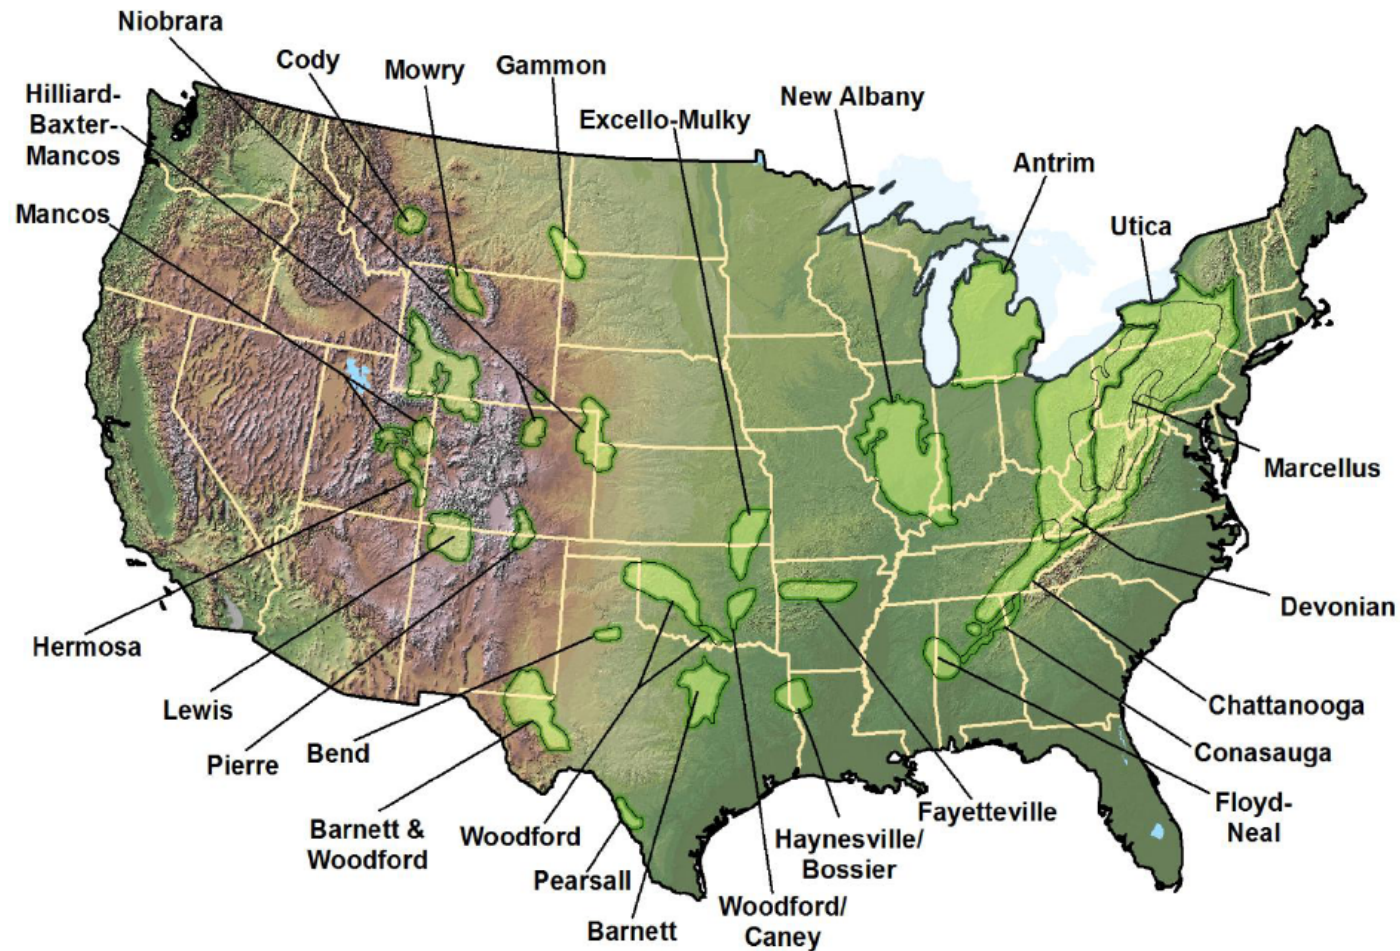 Niobrara
Cody
Mowry
Gammon
Hilliard-
Baxter-
Mancos
Excello-Mulky
New Albany
Antrim
Mancos
Utica
Marcellus
Devonian
Hermosa
Lewis
Chattanooga
Pierre
Bend
Conasauga
Floyd-
Neal
Barnett &
Woodford
Woodford
Pearsall
Barnett
Woodford/
Caney
Haynesville/
Bossier
Fayetteville